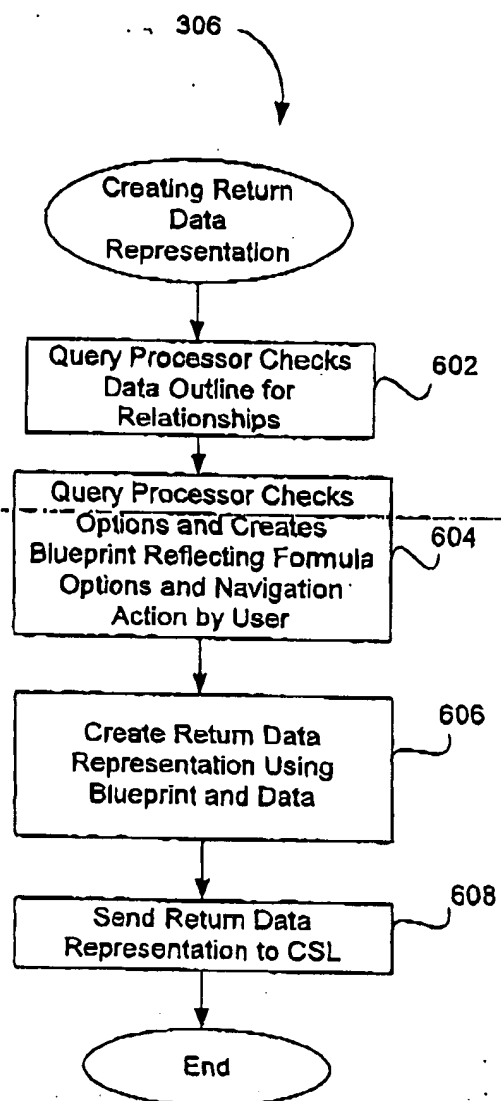 306
Creating Return
Data
Representation
Query Processor Checks
Data Outline for
Relationships
602
Query Processor Checks
Options and Creates
Blueprint Reflecting Formula
Options and Navigation
Action by User
604
Create Return Data
Representation Using
Blueprint and Data
606
Send Return Data
Representation to CSL
608
End